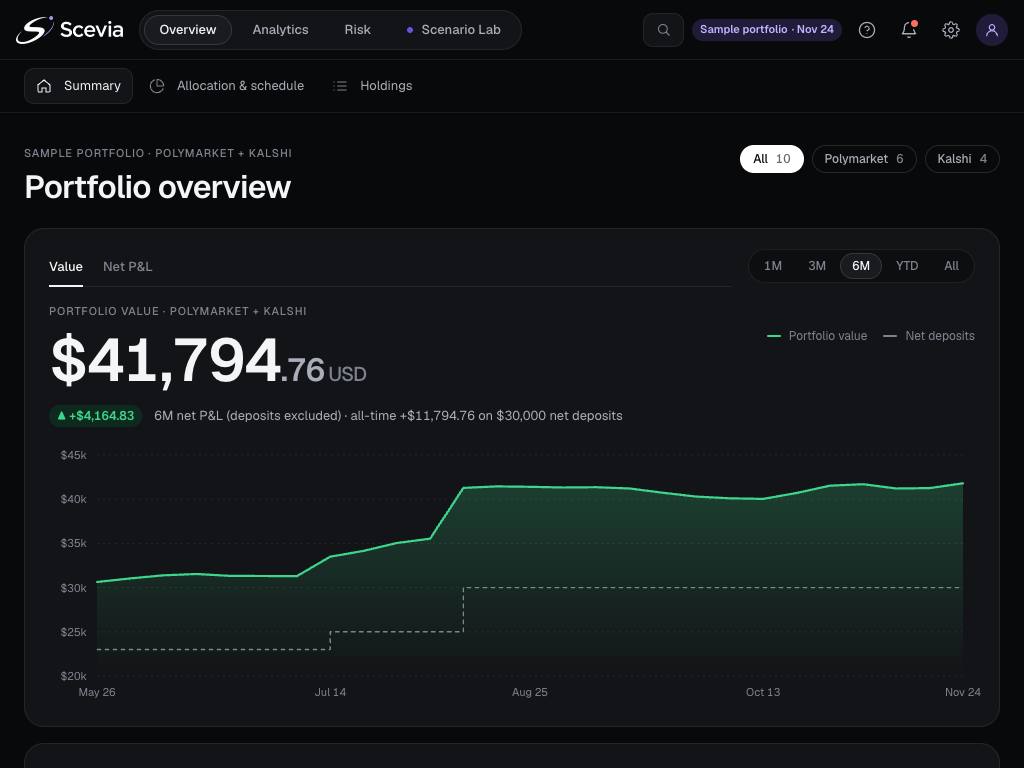 Scevia
Overview Analytics Risk Scenario Lab
Sample portfolio · Nov 24
Summary Allocation & schedule Holdings
SAMPLE PORTFOLIO · POLYMARKET + KALSHI
Portfolio overview
All 10 Polymarket 6 Kalshi 4
Value Net P&L
1M 3M 6M YTD All
PORTFOLIO VALUE · POLYMARKET + KALSHI
$41,794.76 USD
Portfolio value Net deposits
▲ +$4,164.83 6M net P&L (deposits excluded) · all-time +$11,794.76 on $30,000 net deposits
$45k
$40k
$35k
$30k
$25k
$20k
May 26 Jul 14 Aug 25 Oct 13 Nov 24